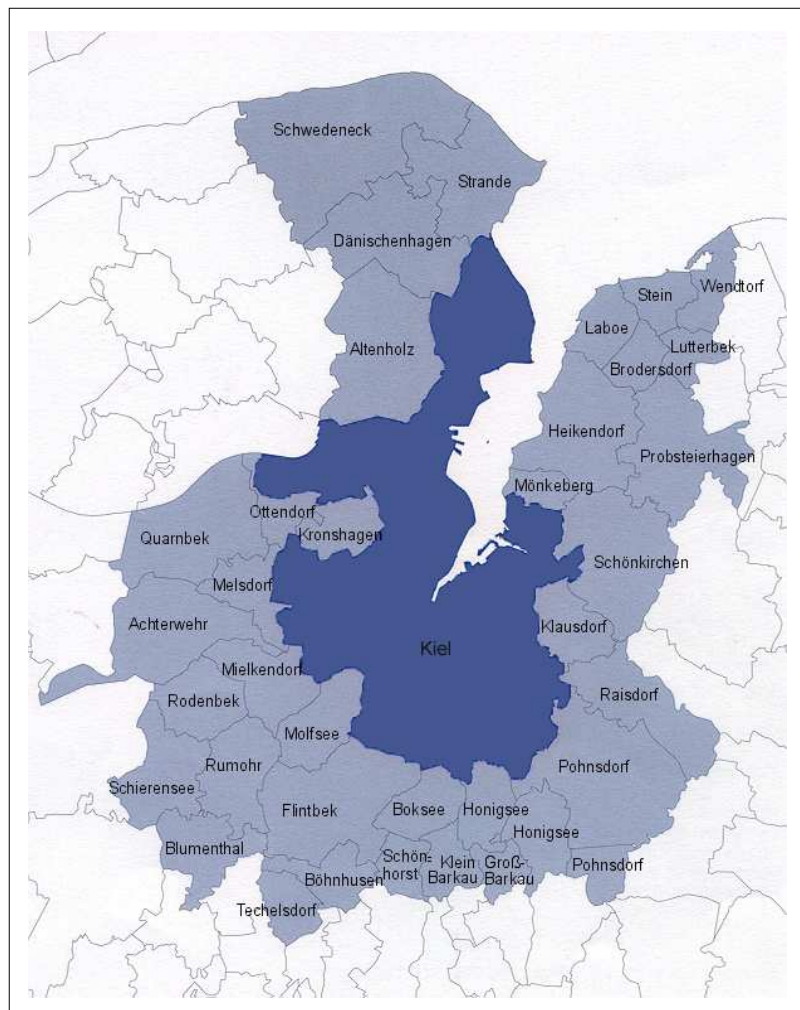 Schwedeneck
Strande
Dänischenhagen
Wendtorf
Stein
Laboe
Lutterbek
Altenholz
Brodersdorf
Heikendorf
Probsteierhagen
Mönkeberg
Ottendorf
Kronshagen
Quarnbek
Schönkirchen
Melsdorf
Achterwehr
Klausdorf
Kiel
Mielkendorf
Raisdorf
Rodenbek
Molfsee
Rumohr
Pohnsdorf
Schierensee
Flintbek
Boksee
Honigsee
Honigsee
Blumenthal
Schön-
horst
Klein
Barkau
Groß-
Barkau
Pohnsdorf
Böhnhusen
Techelsdorf